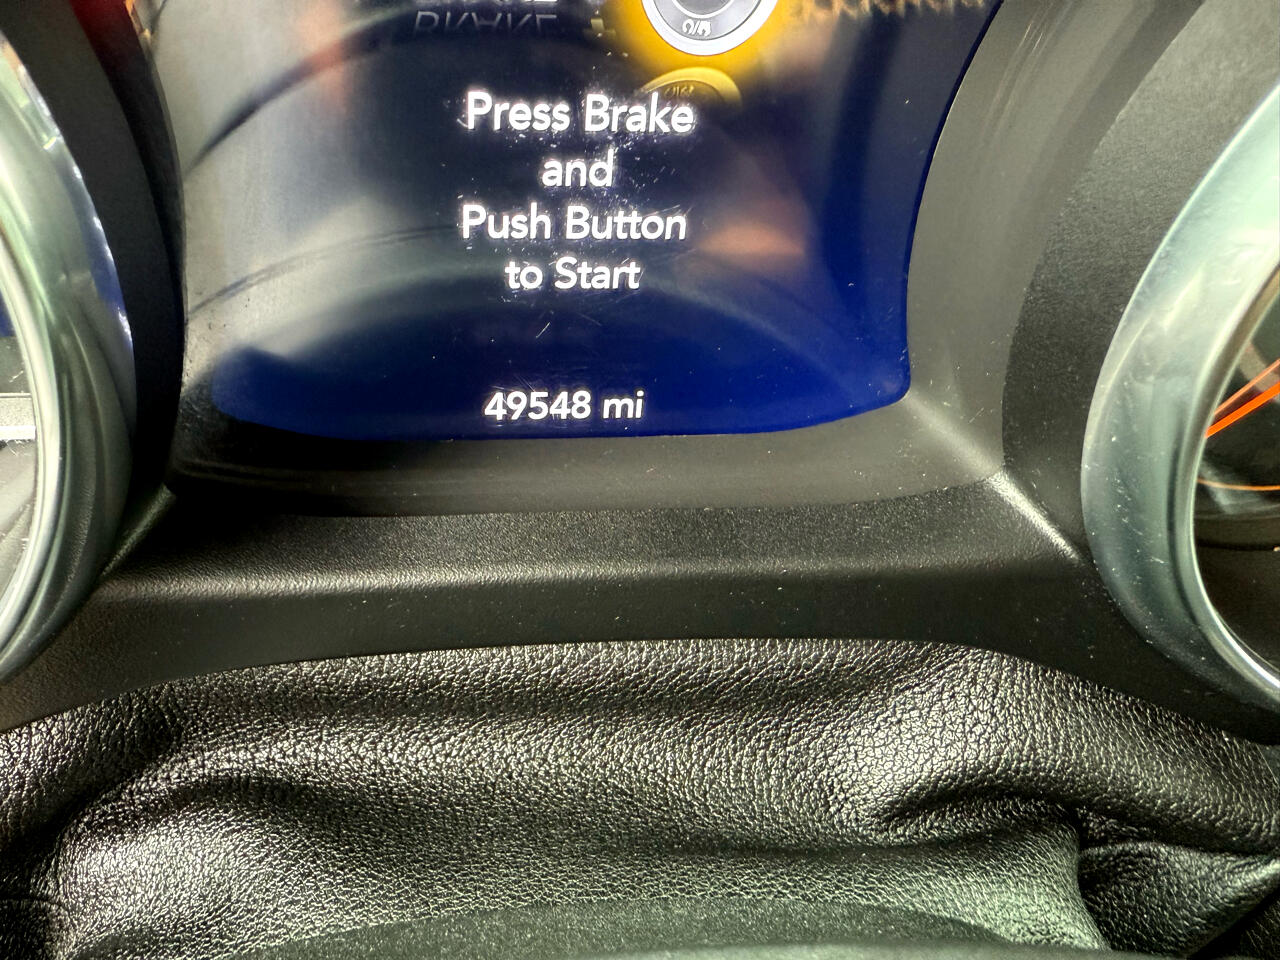 Press Brake
and
Push Button
to Start
49548 mi